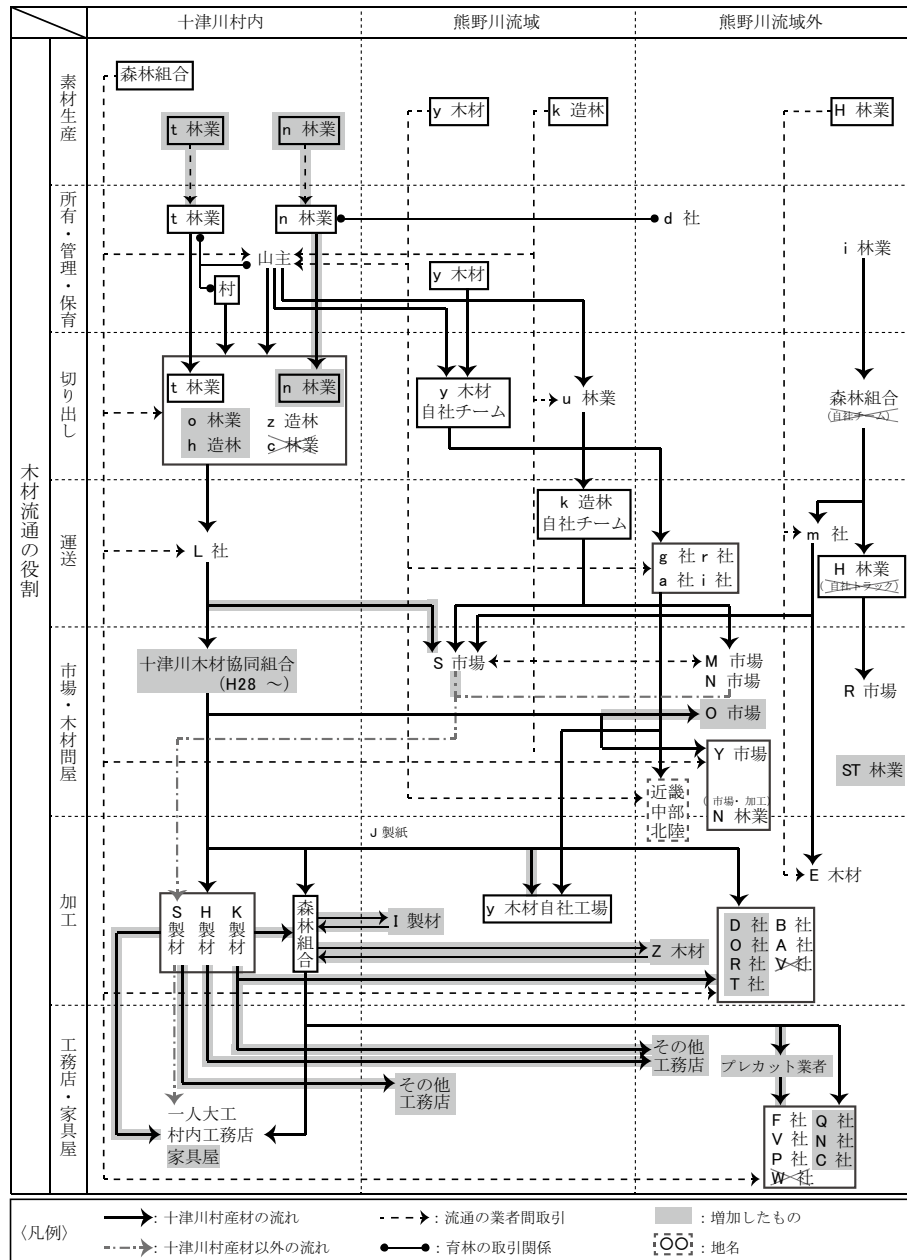 十津川村内
熊野川流域
熊野川流域外
木材流通の役割
素材生産
森林組合
t 林業
n 林業
y 木材
k 造林
H 林業
所有・管理・保育
t 林業
n 林業
d 社
山主
村
y 木材
i 林業
切り出し
t 林業
n 林業
o 林業
z 造林
h 造林
c 林業
y 木材
自社チーム
u 林業
森林組合
(自社チーム)
運送
L 社
k 造林
自社チーム
g 社 r 社
a 社 i 社
m 社
H 林業
(自社トラック)
市場・木材問屋
十津川木材協同組合
(H28 ~)
S 市場
M 市場
N 市場
R 市場
O 市場
Y 市場
(市場・加工)
N 林業
ST 林業
近畿
中部
北陸
加工
J 製紙
E 木材
S 製材
H 製材
K 製材
森林組合
I 製材
y 木材自社工場
Z 木材
D 社 B 社
O 社 A 社
R 社 V 社
T 社
工務店・家具屋
その他
工務店
その他
工務店
プレカット業者
一人大工
村内工務店
家具屋
F 社 Q 社
V 社 N 社
P 社 C 社
W 社
〈凡例〉
: 十津川村産材の流れ
: 流通の業者間取引
: 増加したもの
: 十津川村産材以外の流れ
: 育林の取引関係
○○ : 地名